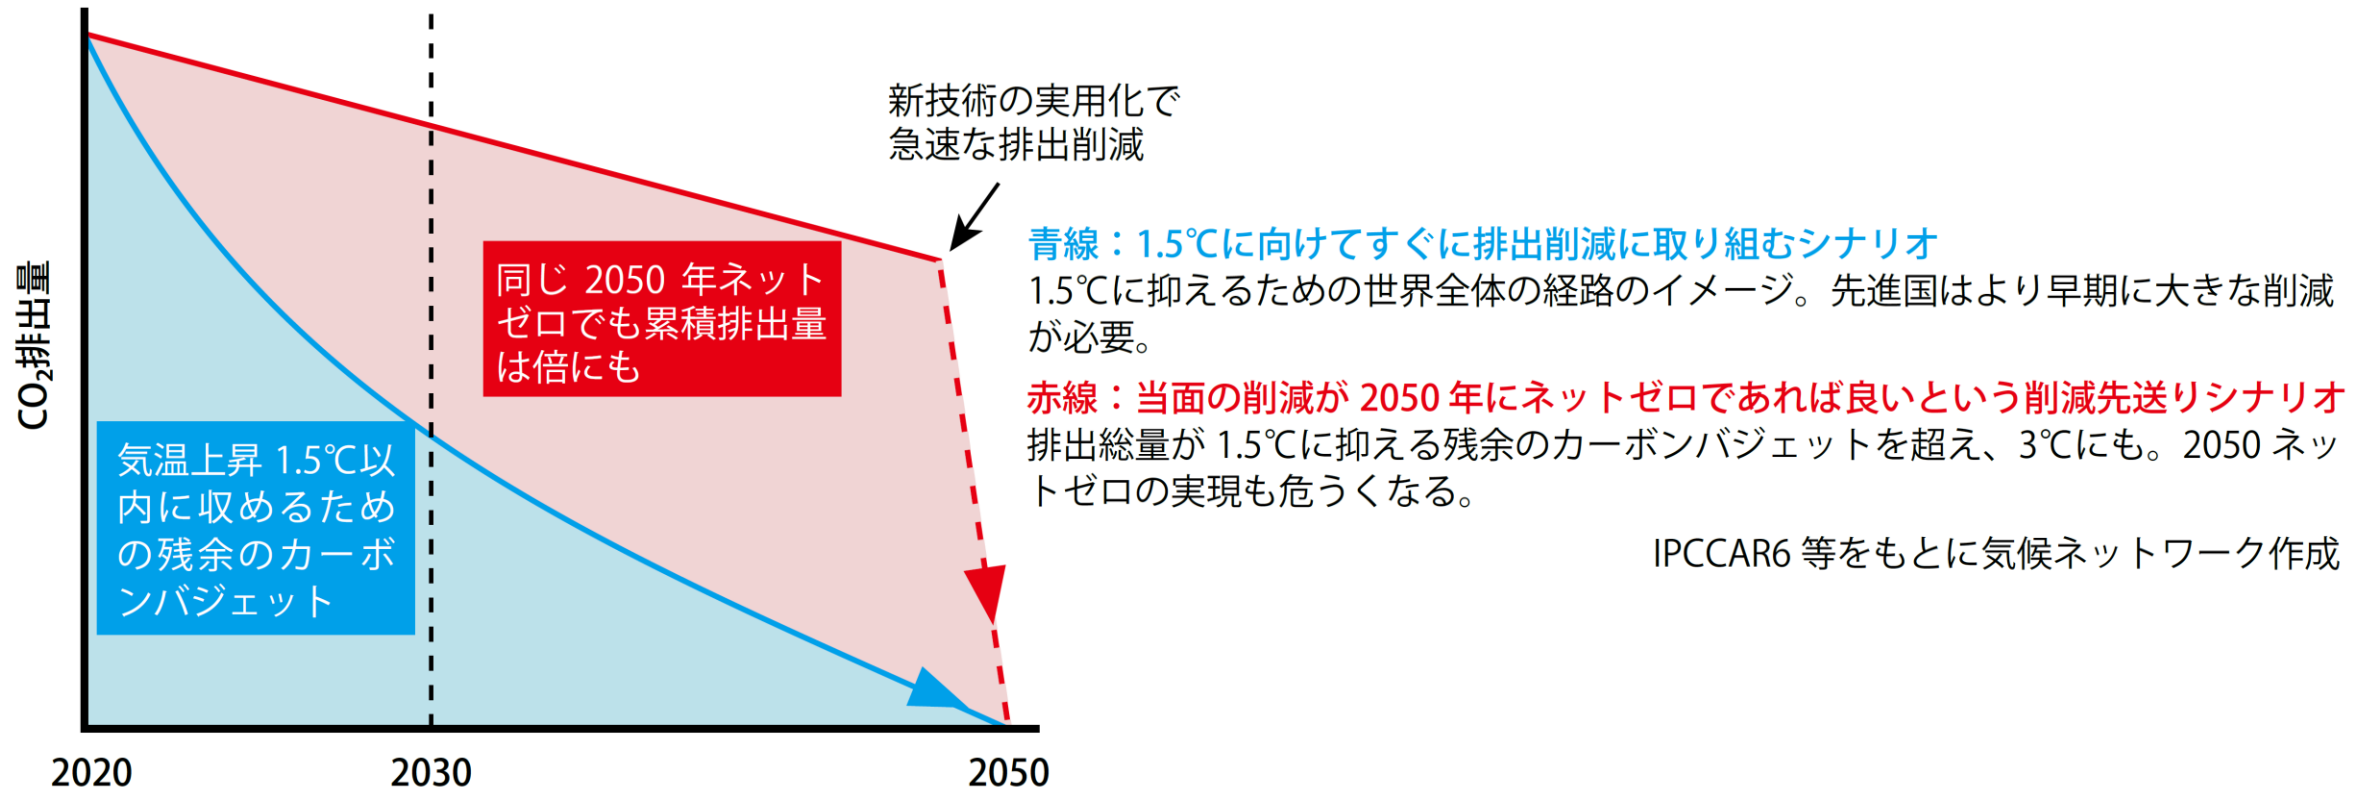 新技術の実用化で
急速な排出削減
CO₂排出量
同じ 2050 年ネット
ゼロでも累積排出量
は倍にも
気温上昇 1.5℃以
内に収めるため
の残余のカーボ
ンバジェット
2020
2030
2050
青線：1.5℃に向けてすぐに排出削減に取り組むシナリオ
1.5℃に抑えるための世界全体の経路のイメージ。先進国はより早期に大きな削減
が必要。
赤線：当面の削減が 2050 年にネットゼロであれば良いという削減先送りシナリオ
排出総量が 1.5℃に抑える残余のカーボンバジェットを超え、3℃にも。2050 ネッ
トゼロの実現も危うくなる。
IPCCAR6 等をもとに気候ネットワーク作成